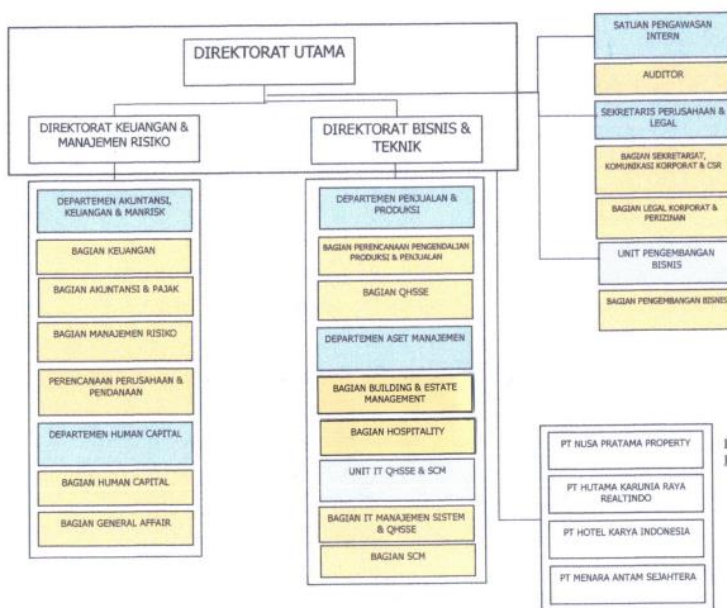 DIREKTORAT UTAMA
DIREKTORAT KEUANGAN &
MANAJEMEN RISIKO
DIREKTORAT BISNIS &
TEKNIK
DEPARTEMEN AKUNTANSI,
KEUANGAN & MANRISK
BAGIAN KEUANGAN
BAGIAN AKUNTANSI & PAJAK
BAGIAN MANAJEMEN RISIKO
PERENCANAAN PERUSAHAAN &
PENDANAAN
DEPARTEMEN HUMAN CAPITAL
BAGIAN HUMAN CAPITAL
BAGIAN GENERAL AFFAIR
DEPARTEMEN PENJUALAN &
PRODUKSI
BAGIAN PERENCANAAN PENGENDALIAN
PRODUKSI & PENJUALAN
BAGIAN QHSSE
DEPARTEMEN ASET MANAJEMEN
BAGIAN BUILDING & ESTATE
MANAGEMENT
BAGIAN HOSPITALITY
UNIT IT QHSSE & SCM
BAGIAN IT MANAJEMEN SISTEM
& QHSSE
BAGIAN SCM
SATUAN PENGAWASAN
INTERN
AUDITOR
SEKRETARIS PERUSAHAAN &
LEGAL
BAGIAN SEKRETARIAT,
KOMUNIKASI KORPORAT & CSR
BAGIAN LEGAL KORPORAT &
PERIZINAN
UNIT PENGEMBANGAN
BISNIS
BAGIAN PENGEMBANGAN BISNIS
PT NUSA PRATAMA PROPERTY
PT HUTAMA KARUNIA RAYA
REALTINDO
PT HOTEL KARYA INDONESIA
PT MENARA ANTAM SEJAHTERA